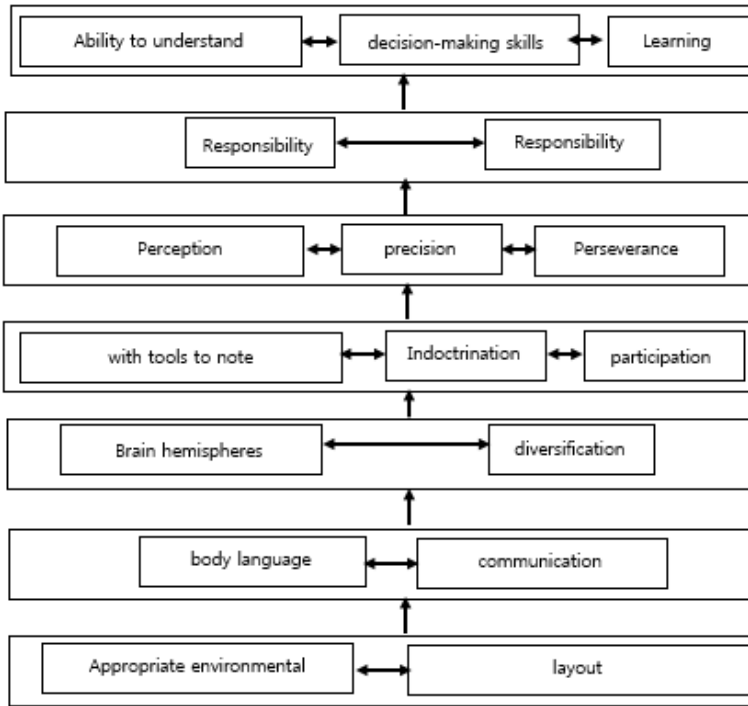 Ability to understand
decision-making skills
Learning
Responsibility
Responsibility
Perception
precision
Perseverance
with tools to note
Indoctrination
participation
Brain hemispheres
diversification
body language
communication
Appropriate environmental
layout